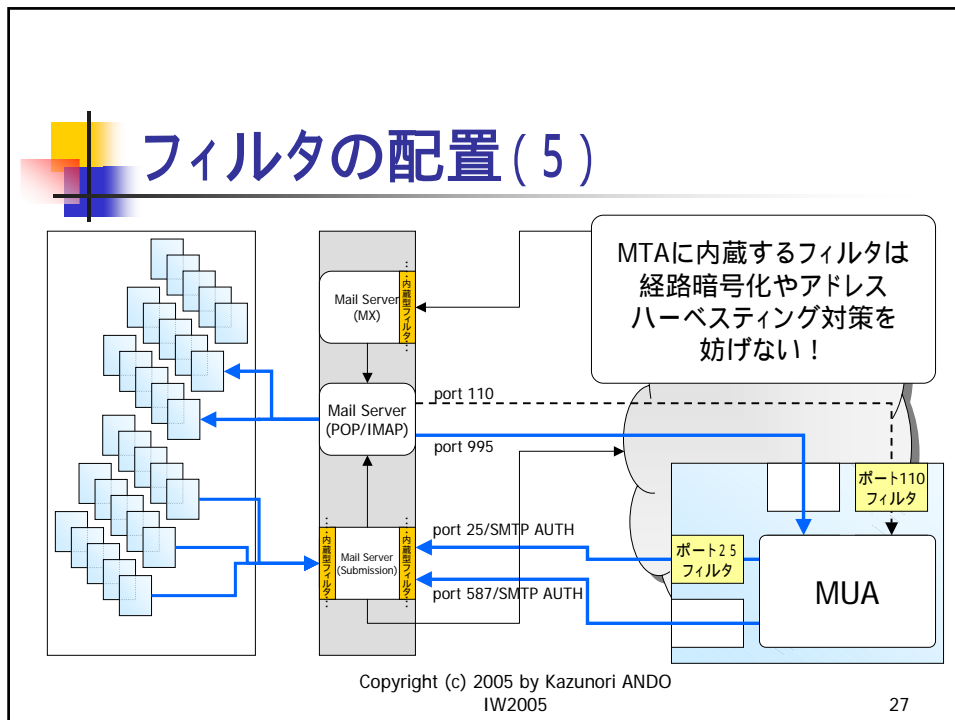 フィルタの配置(5)
MTAに内蔵するフィルタは
経路暗号化やアドレス
ハーベスティング対策を
妨げない!
Mail Server
(MX)
…内蔵型フィルタ…
Mail Server
(POP/IMAP)
port 110
port 995
…内蔵型フィルタ…
Mail Server
(Submission)
…内蔵型フィルタ…
port 25/SMTP AUTH
port 587/SMTP AUTH
ポート110
フィルタ
ポート25
フィルタ
MUA
Copyright (c) 2005 by Kazunori ANDO
IW2005
27